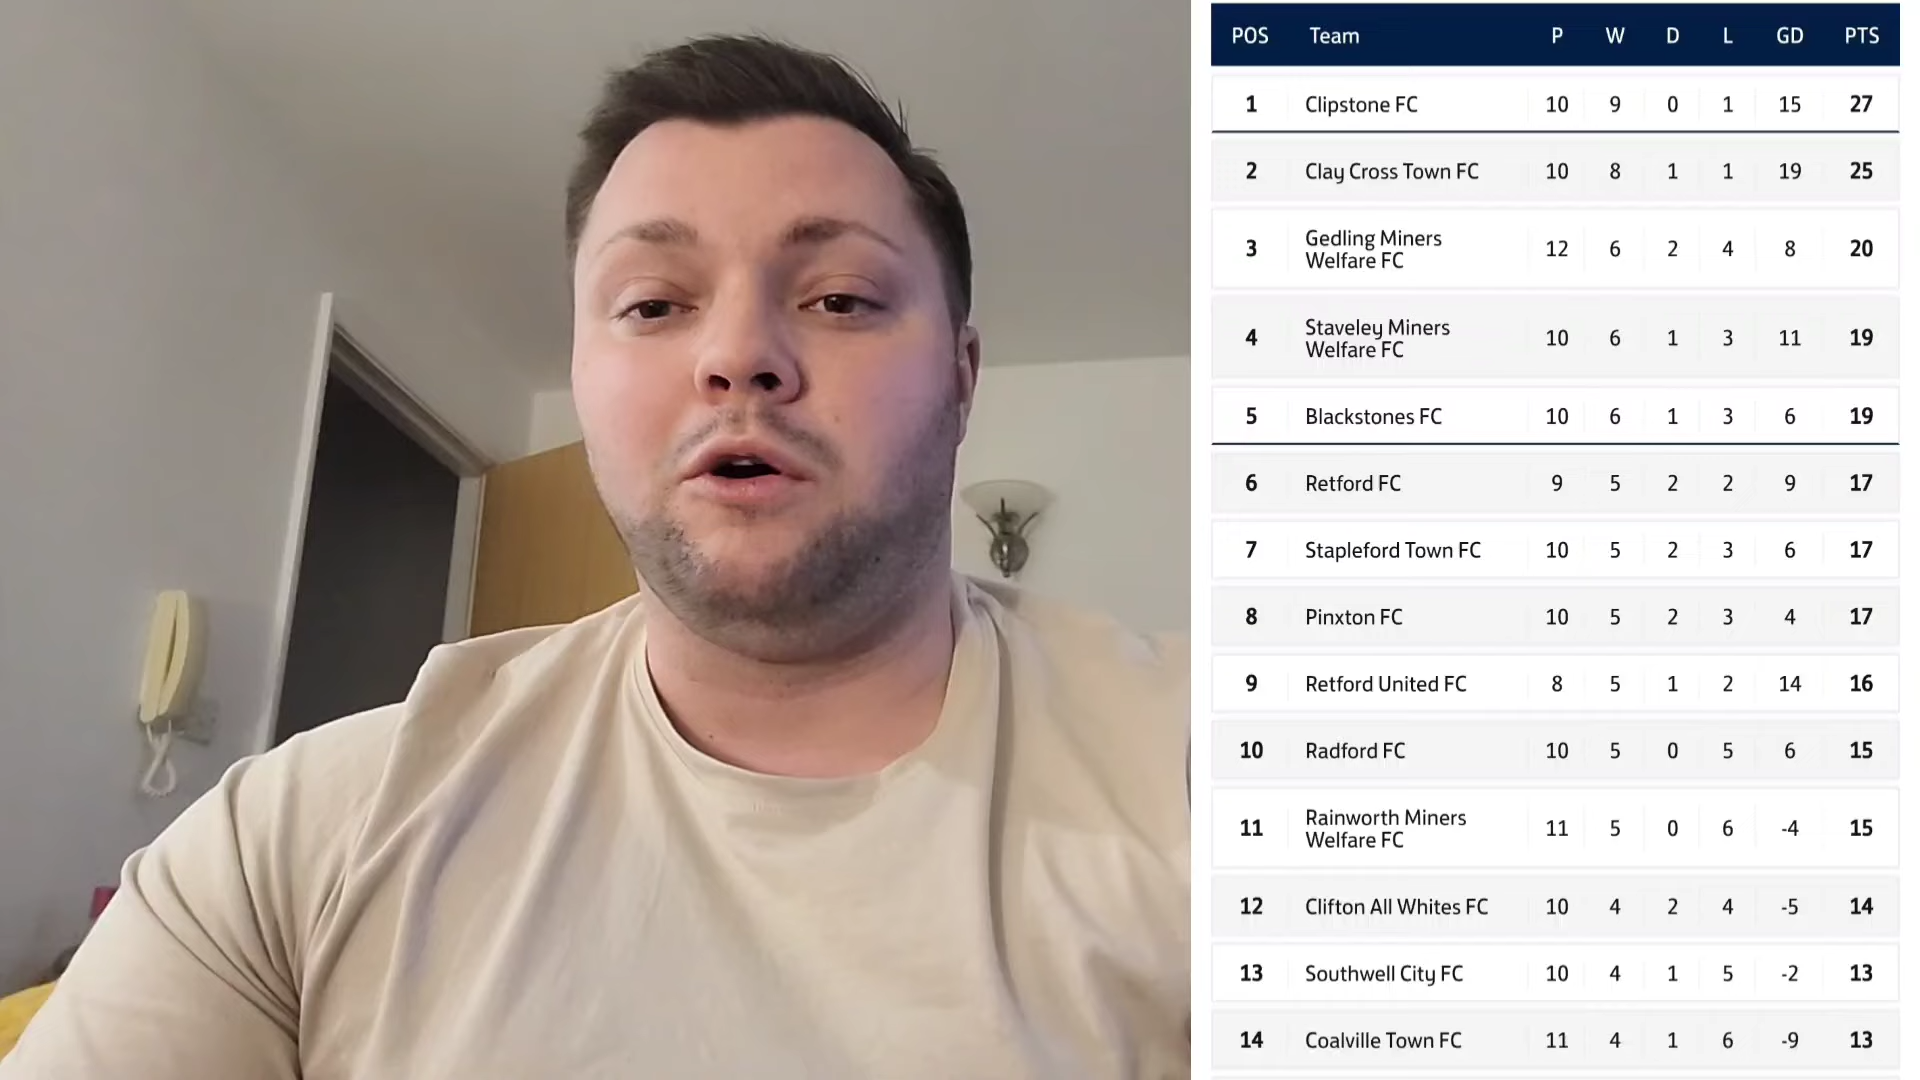 POS Team P W D L GD PTS
1 Clipstone FC 10 9 0 1 15 27
2 Clay Cross Town FC 10 8 1 1 19 25
3 Gedling Miners Welfare FC 12 6 2 4 8 20
4 Staveley Miners Welfare FC 10 6 1 3 11 19
5 Blackstones FC 10 6 1 3 6 19
6 Retford FC 9 5 2 2 9 17
7 Stapleford Town FC 10 5 2 3 6 17
8 Pinxton FC 10 5 2 3 4 17
9 Retford United FC 8 5 1 2 14 16
10 Radford FC 10 5 0 5 6 15
11 Rainworth Miners Welfare FC 11 5 0 6 -4 15
12 Clifton All Whites FC 10 4 2 4 -5 14
13 Southwell City FC 10 4 1 5 -2 13
14 Coalville Town FC 11 4 1 6 -9 13